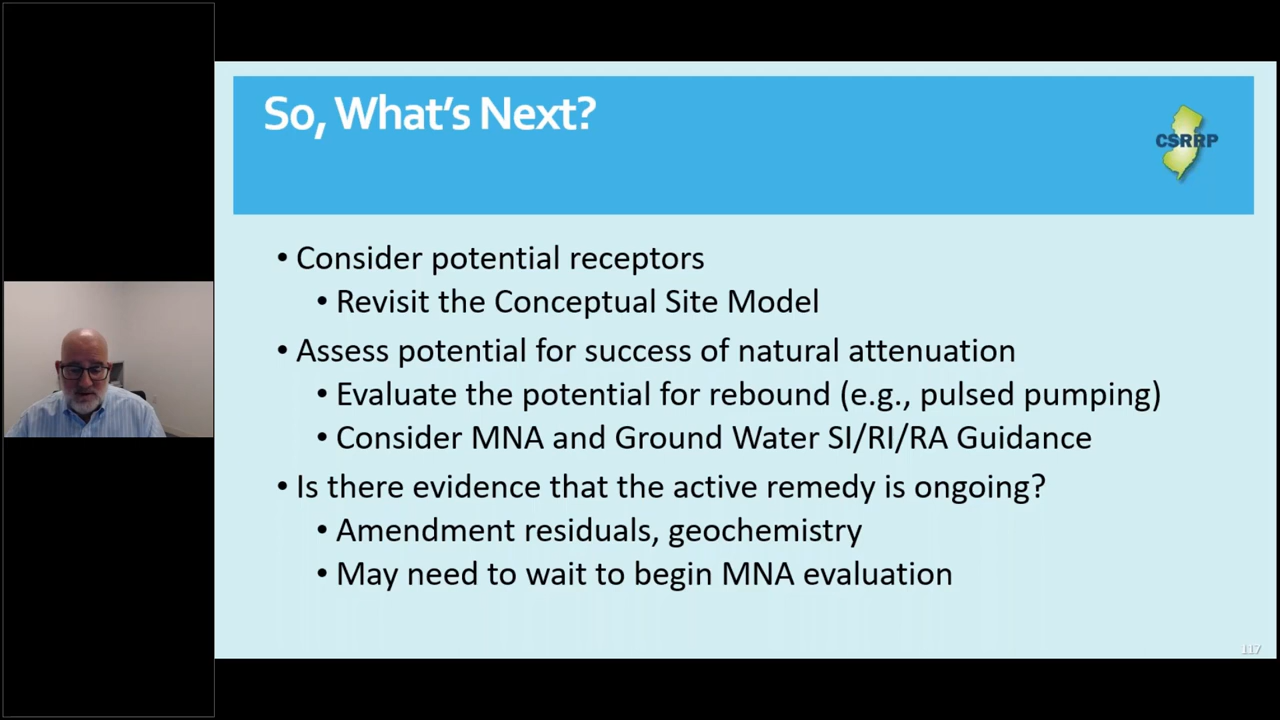 So, What's Next?
CSRRP
• Consider potential receptors
• Revisit the Conceptual Site Model
• Assess potential for success of natural attenuation
• Evaluate the potential for rebound (e.g., pulsed pumping)
• Consider MNA and Ground Water SI/RI/RA Guidance
• Is there evidence that the active remedy is ongoing?
• Amendment residuals, geochemistry
• May need to wait to begin MNA evaluation
117